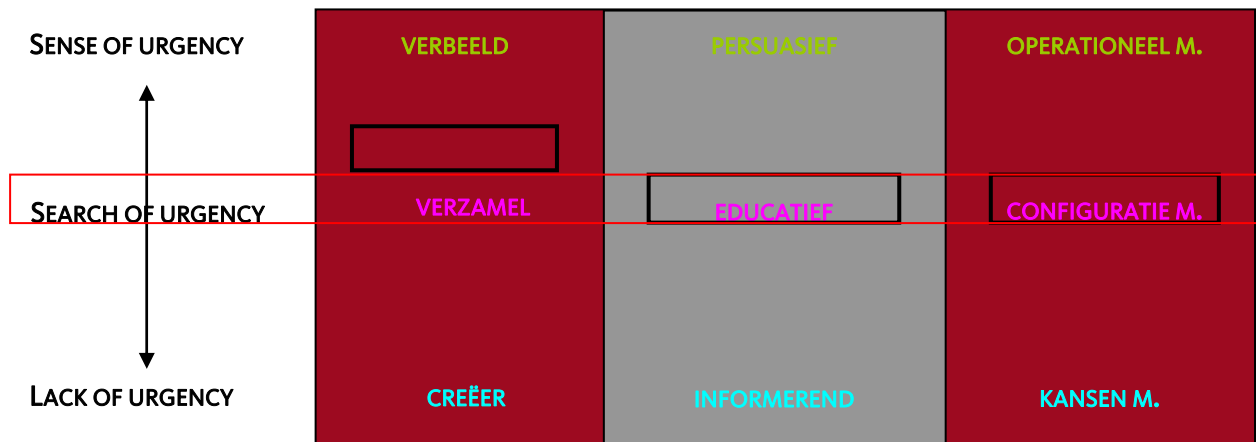 SENSE OF URGENCY VERBEELD PERSUASIEF OPERATIONEEL M.
SEARCH OF URGENCY VERZAMEL EDUCATIEF CONFIGURATIE M.
LACK OF URGENCY CREËER INFORMEREND KANSEN M.